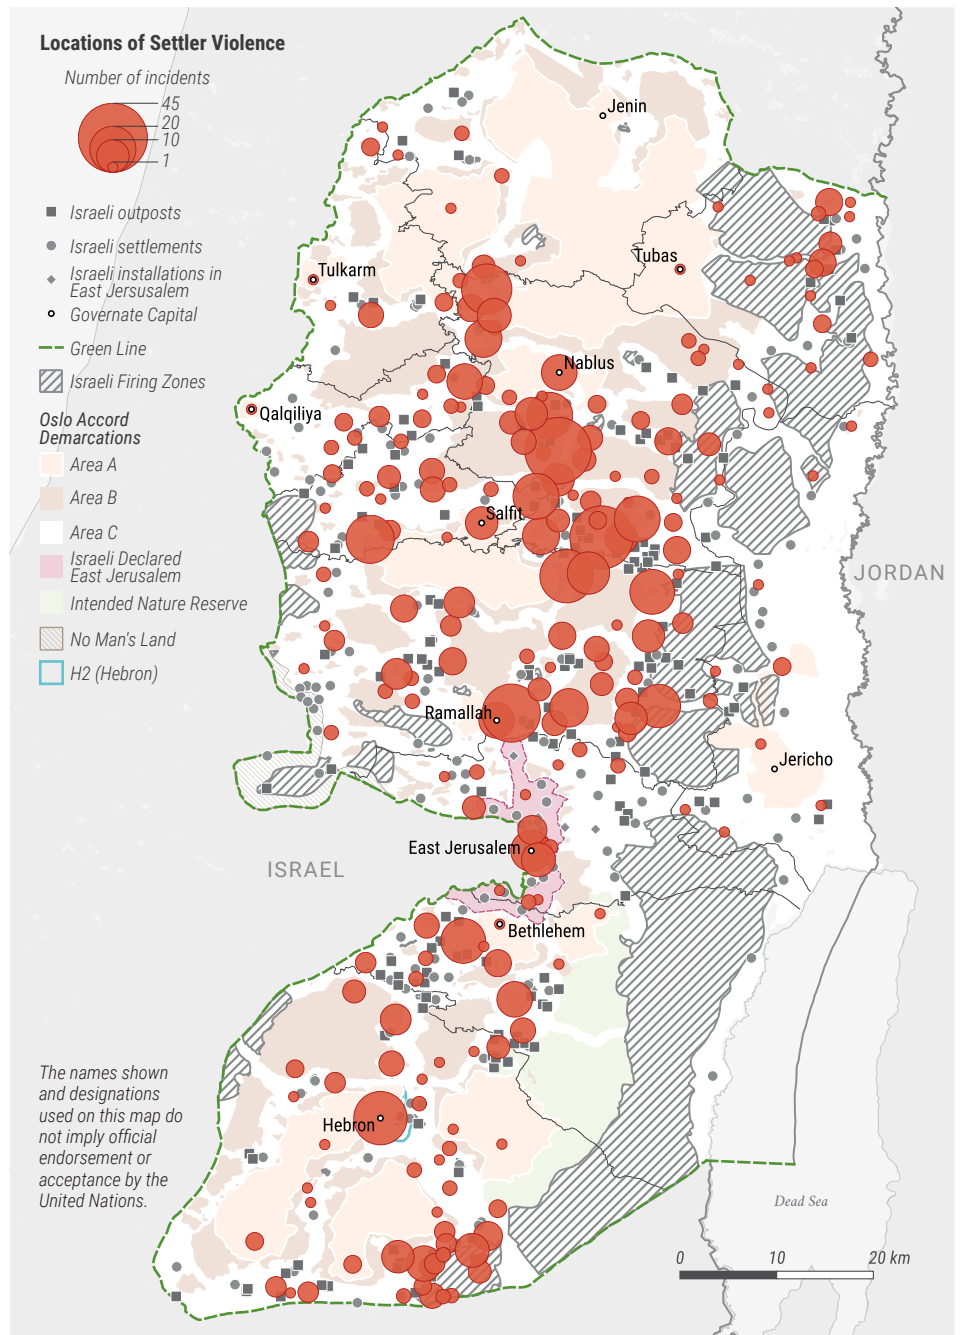 Locations of Settler Violence
Number of incidents
45
20
10
1
Israeli outposts
Israeli settlements
Israeli installations in
East Jersusalem
Governate Capital
Green Line
Israeli Firing Zones
Oslo Accord
Demarcations
Area A
Area B
Area C
Israeli Declared
East Jerusalem
Intended Nature Reserve
No Man's Land
H2 (Hebron)
Jenin
Tubas
Tulkarm
Nablus
Qalqiliya
Salfit
JORDAN
Ramallah
Jericho
East Jerusalem
ISRAEL
Bethlehem
Hebron
The names shown
and designations
used on this map do
not imply official
endorsement or
acceptance by the
United Nations.
Dead Sea
0 10 20 km